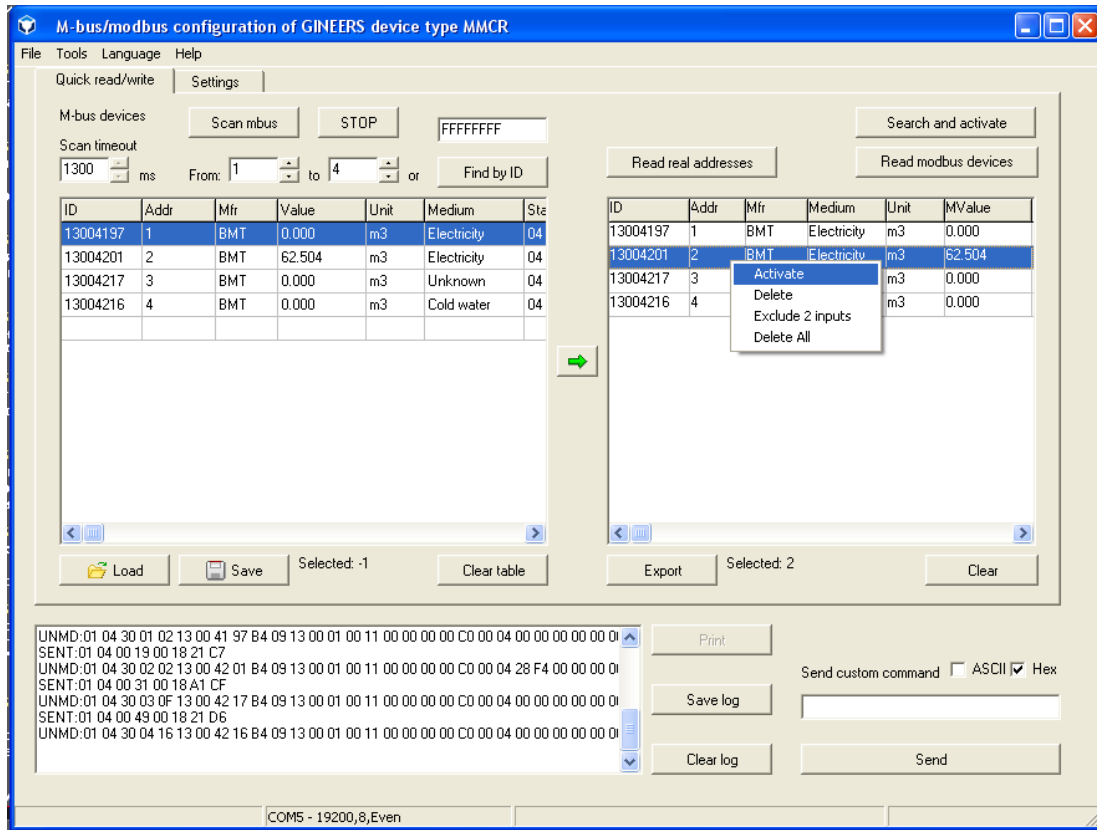 M-bus/modbus configuration of GINEERS device type MMCR
File Tools Language Help
Quick read/write Settings
M-bus devices Scan mbus STOP FFFFFFFF Search and activate
Scan timeout
1300 ms From: 1 to 4 or Find by ID Read real addresses Read modbus devices
ID Addr Mfr Value Unit Medium Sta
13004197 1 BMT 0.000 m3 Electricity 04
13004201 2 BMT 62.504 m3 Electricity 04
13004217 3 BMT 0.000 m3 Unknown 04
13004216 4 BMT 0.000 m3 Cold water 04
ID Addr Mfr Medium Unit MValue
13004197 1 BMT Electricity m3 0.000
13004201 2 BMT Electricity m3 62.504
13004217 3 m3 0.000
13004216 4 m3 0.000
Activate
Delete
Exclude 2 inputs
Delete All
Load Save Selected: -1 Clear table
Export Selected: 2 Clear
UNMD:01 04 30 01 02 13 00 41 97 B4 09 13 00 01 00 11 00 00 00 00 C0 00 04 00 00 00 00 00
SENT:01 04 00 19 00 18 21 C7
UNMD:01 04 30 02 02 13 00 42 01 B4 09 13 00 01 00 11 00 00 00 00 C0 00 04 28 F4 00 00 00
SENT:01 04 00 31 00 18 A1 CF
UNMD:01 04 30 03 0F 13 00 42 17 B4 09 13 00 01 00 11 00 00 00 00 C0 00 04 00 00 00 00 00
SENT:01 04 00 49 00 18 21 D6
UNMD:01 04 30 04 16 13 00 42 16 B4 09 13 00 01 00 11 00 00 00 00 C0 00 04 00 00 00 00 00
Print
Save log
Clear log
Send custom command ASCII Hex
Send
COM5 - 19200,8,Even